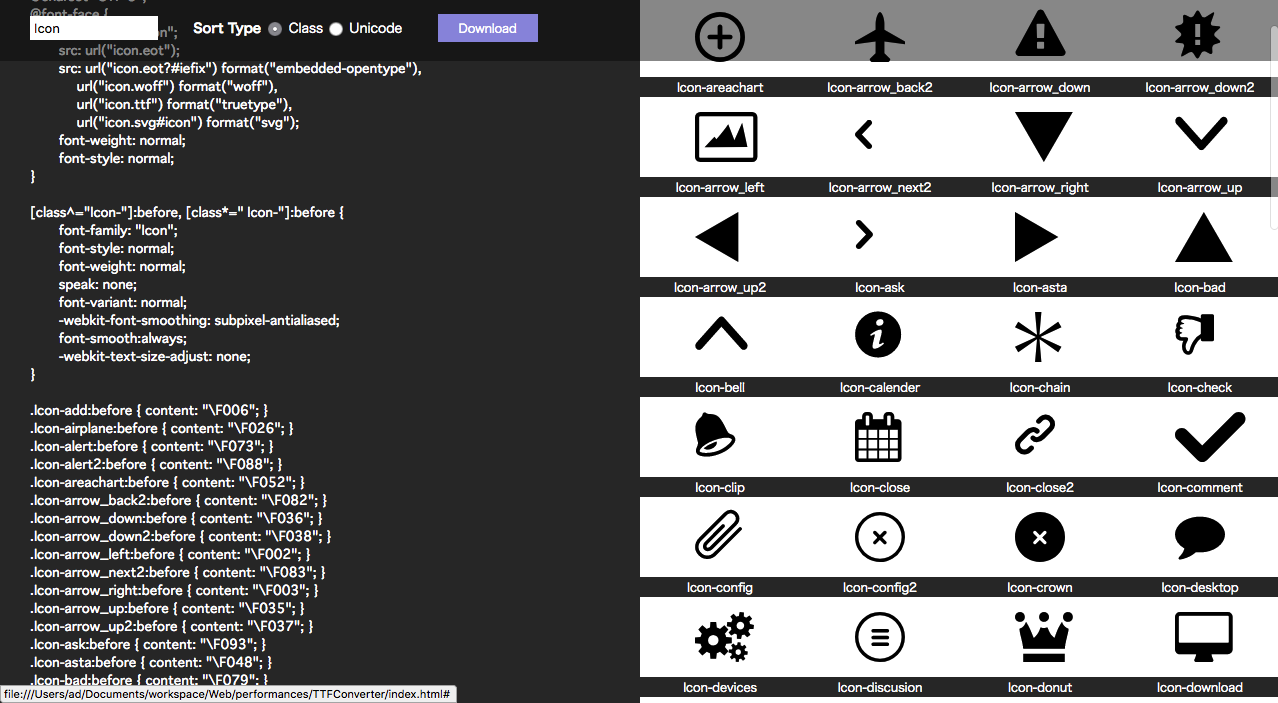 @font-face {
Icon
Sort Type
Class
Unicode
Download
src: url("icon.eot");
src: url("icon.eot?#iefix") format("embedded-opentype"),
url("icon.woff") format("woff"),
url("icon.ttf") format("truetype"),
url("icon.svg#icon") format("svg");
font-weight: normal;
font-style: normal;
}
[class^="Icon-"]:before, [class*=" Icon-"]:before {
font-family: "Icon";
font-style: normal;
font-weight: normal;
speak: none;
font-variant: normal;
-webkit-font-smoothing: subpixel-antialiased;
font-smooth:always;
-webkit-text-size-adjust: none;
}
.Icon-add:before { content: "\F006"; }
.Icon-airplane:before { content: "\F026"; }
.Icon-alert:before { content: "\F073"; }
.Icon-alert2:before { content: "\F088"; }
.Icon-areachart:before { content: "\F052"; }
.Icon-arrow_back2:before { content: "\F082"; }
.Icon-arrow_down:before { content: "\F036"; }
.Icon-arrow_down2:before { content: "\F038"; }
.Icon-arrow_left:before { content: "\F002"; }
.Icon-arrow_next2:before { content: "\F083"; }
.Icon-arrow_right:before { content: "\F003"; }
.Icon-arrow_up:before { content: "\F035"; }
.Icon-arrow_up2:before { content: "\F037"; }
.Icon-ask:before { content: "\F093"; }
.Icon-asta:before { content: "\F048"; }
.Icon-bad:before { content: "\F079"; }
file:///Users/ad/Documents/workspace/Web/performances/TTFConverter/index.html#
Icon-areachart
Icon-arrow_back2
Icon-arrow_down
Icon-arrow_down2
Icon-arrow_left
Icon-arrow_next2
Icon-arrow_right
Icon-arrow_up
Icon-arrow_up2
Icon-ask
Icon-asta
Icon-bad
Icon-bell
Icon-calender
Icon-chain
Icon-check
Icon-clip
Icon-close
Icon-close2
Icon-comment
Icon-config
Icon-config2
Icon-crown
Icon-desktop
Icon-devices
Icon-discusion
Icon-donut
Icon-download